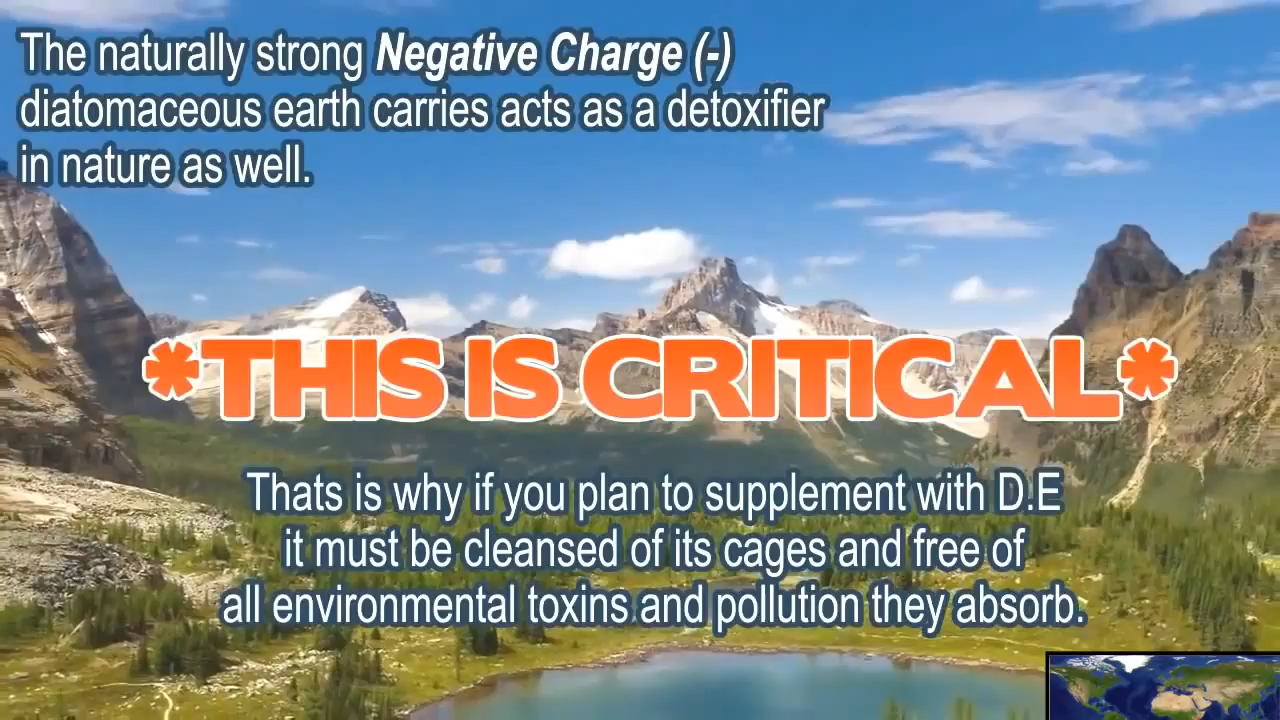 The naturally strong Negative Charge (-)
diatomaceous earth carries acts as a detoxifier
in nature as well.
*THIS IS CRITICAL*
Thats is why if you plan to supplement with D.E
it must be cleansed of its cages and free of
all environmental toxins and pollution they absorb.